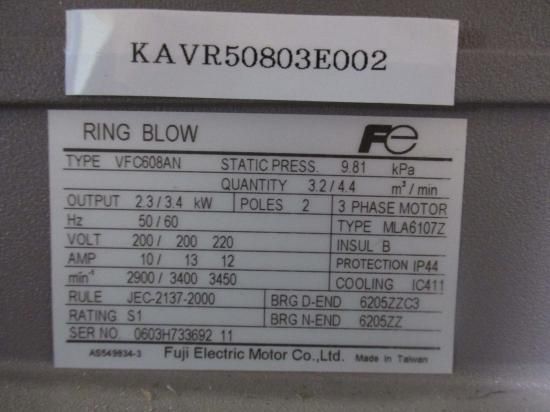 KAVR50803E002
RING BLOW Fe
TYPE VFC608AN STATIC PRESS. 9.81 kPa
QUANTITY 3.2 / 4.4 m³ / min
OUTPUT 2.3 / 3.4 kW POLES 2 3 PHASE MOTOR
Hz 50 / 60 TYPE MLA6107Z
VOLT 200 / 200 220 INSUL B
AMP 10 / 13 12 PROTECTION IP44
min⁻¹ 2900 / 3400 3450 COOLING IC411
RULE JEC-2137-2000 BRG D-END 6205ZZC3
RATING S1 BRG N-END 6205ZZ
SER NO. 0603H733692 11
AS549834-3 Fuji Electric Motor Co.,Ltd. Made in Taiwan